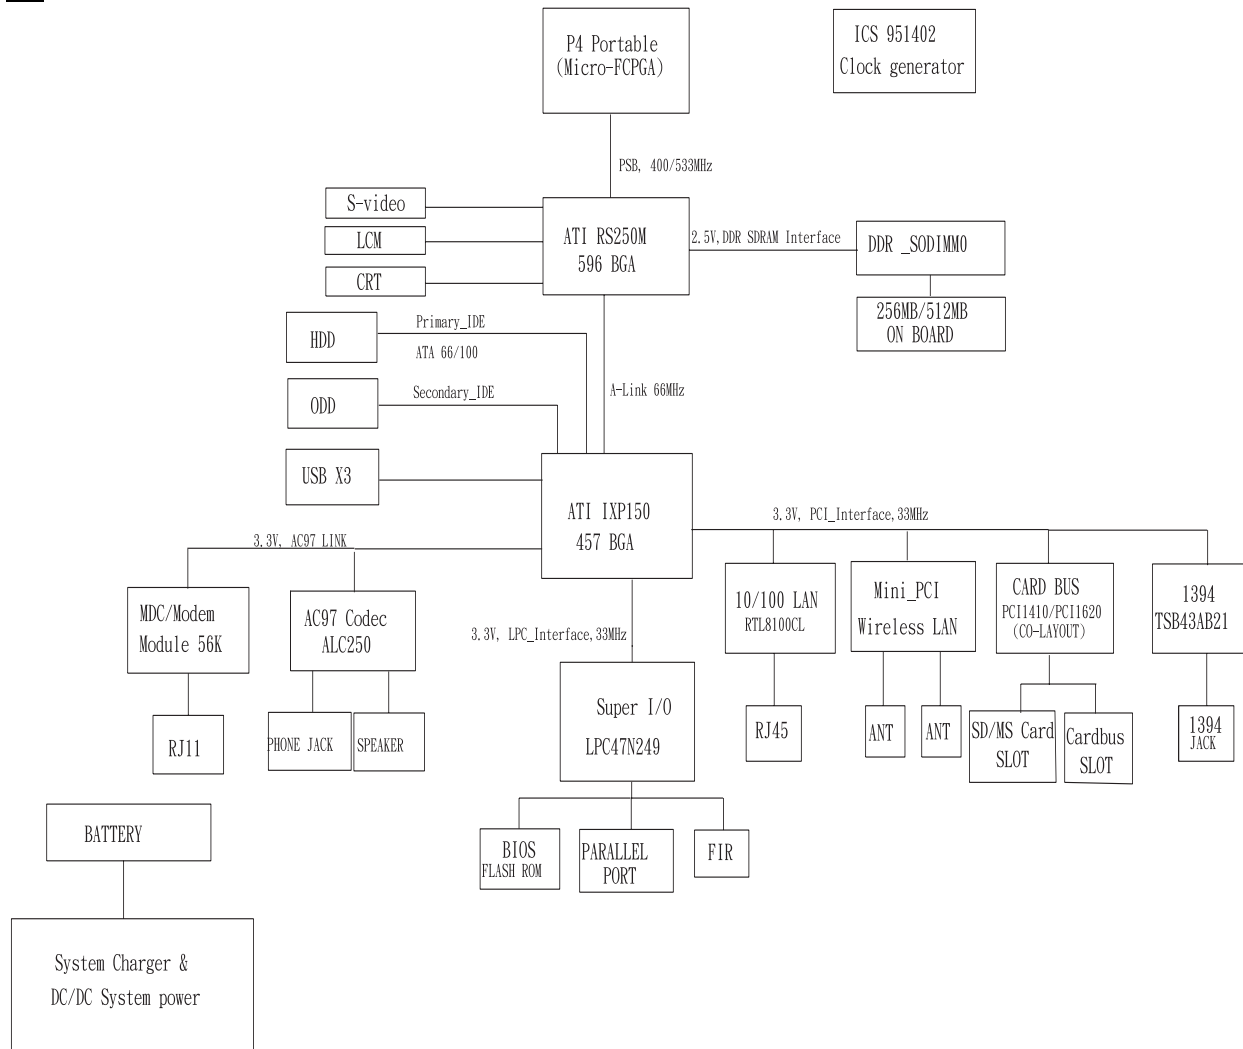 P4 Portable
(Micro-FCPGA)
ICS 951402
Clock generator
PSB, 400/533MHz
S-video
LCM
CRT
ATI RS250M
596 BGA
2.5V,DDR SDRAM Interface
DDR _SODIMM0
256MB/512MB
ON BOARD
HDD
Primary_IDE
ATA 66/100
ODD
Secondary_IDE
A-Link 66MHz
USB X3
ATI IXP150
457 BGA
3.3V, PCI_Interface,33MHz
3.3V, AC97 LINK
MDC/Modem
Module 56K
AC97 Codec
ALC250
3.3V, LPC_Interface,33MHz
10/100 LAN
RTL8100CL
Mini_PCI
Wireless LAN
CARD BUS
PCI1410/PCI1620
(CO-LAYOUT)
1394
TSB43AB21
RJ11
PHONE JACK
SPEAKER
Super I/O
LPC47N249
RJ45
ANT
ANT
SD/MS Card
SLOT
Cardbus
SLOT
1394
JACK
BATTERY
BIOS
FLASH ROM
PARALLEL
PORT
FIR
System Charger &
DC/DC System power